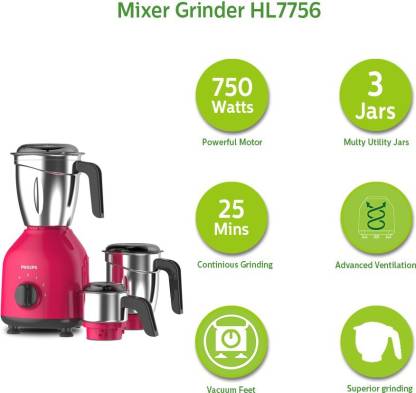 Mixer Grinder HL7756
750
Watts
Powerful Motor
3
Jars
Multy Utility Jars
25
Mins
Continious Grinding
Advanced Ventilation
PHILIPS
Vacuum Feet
Superior grinding